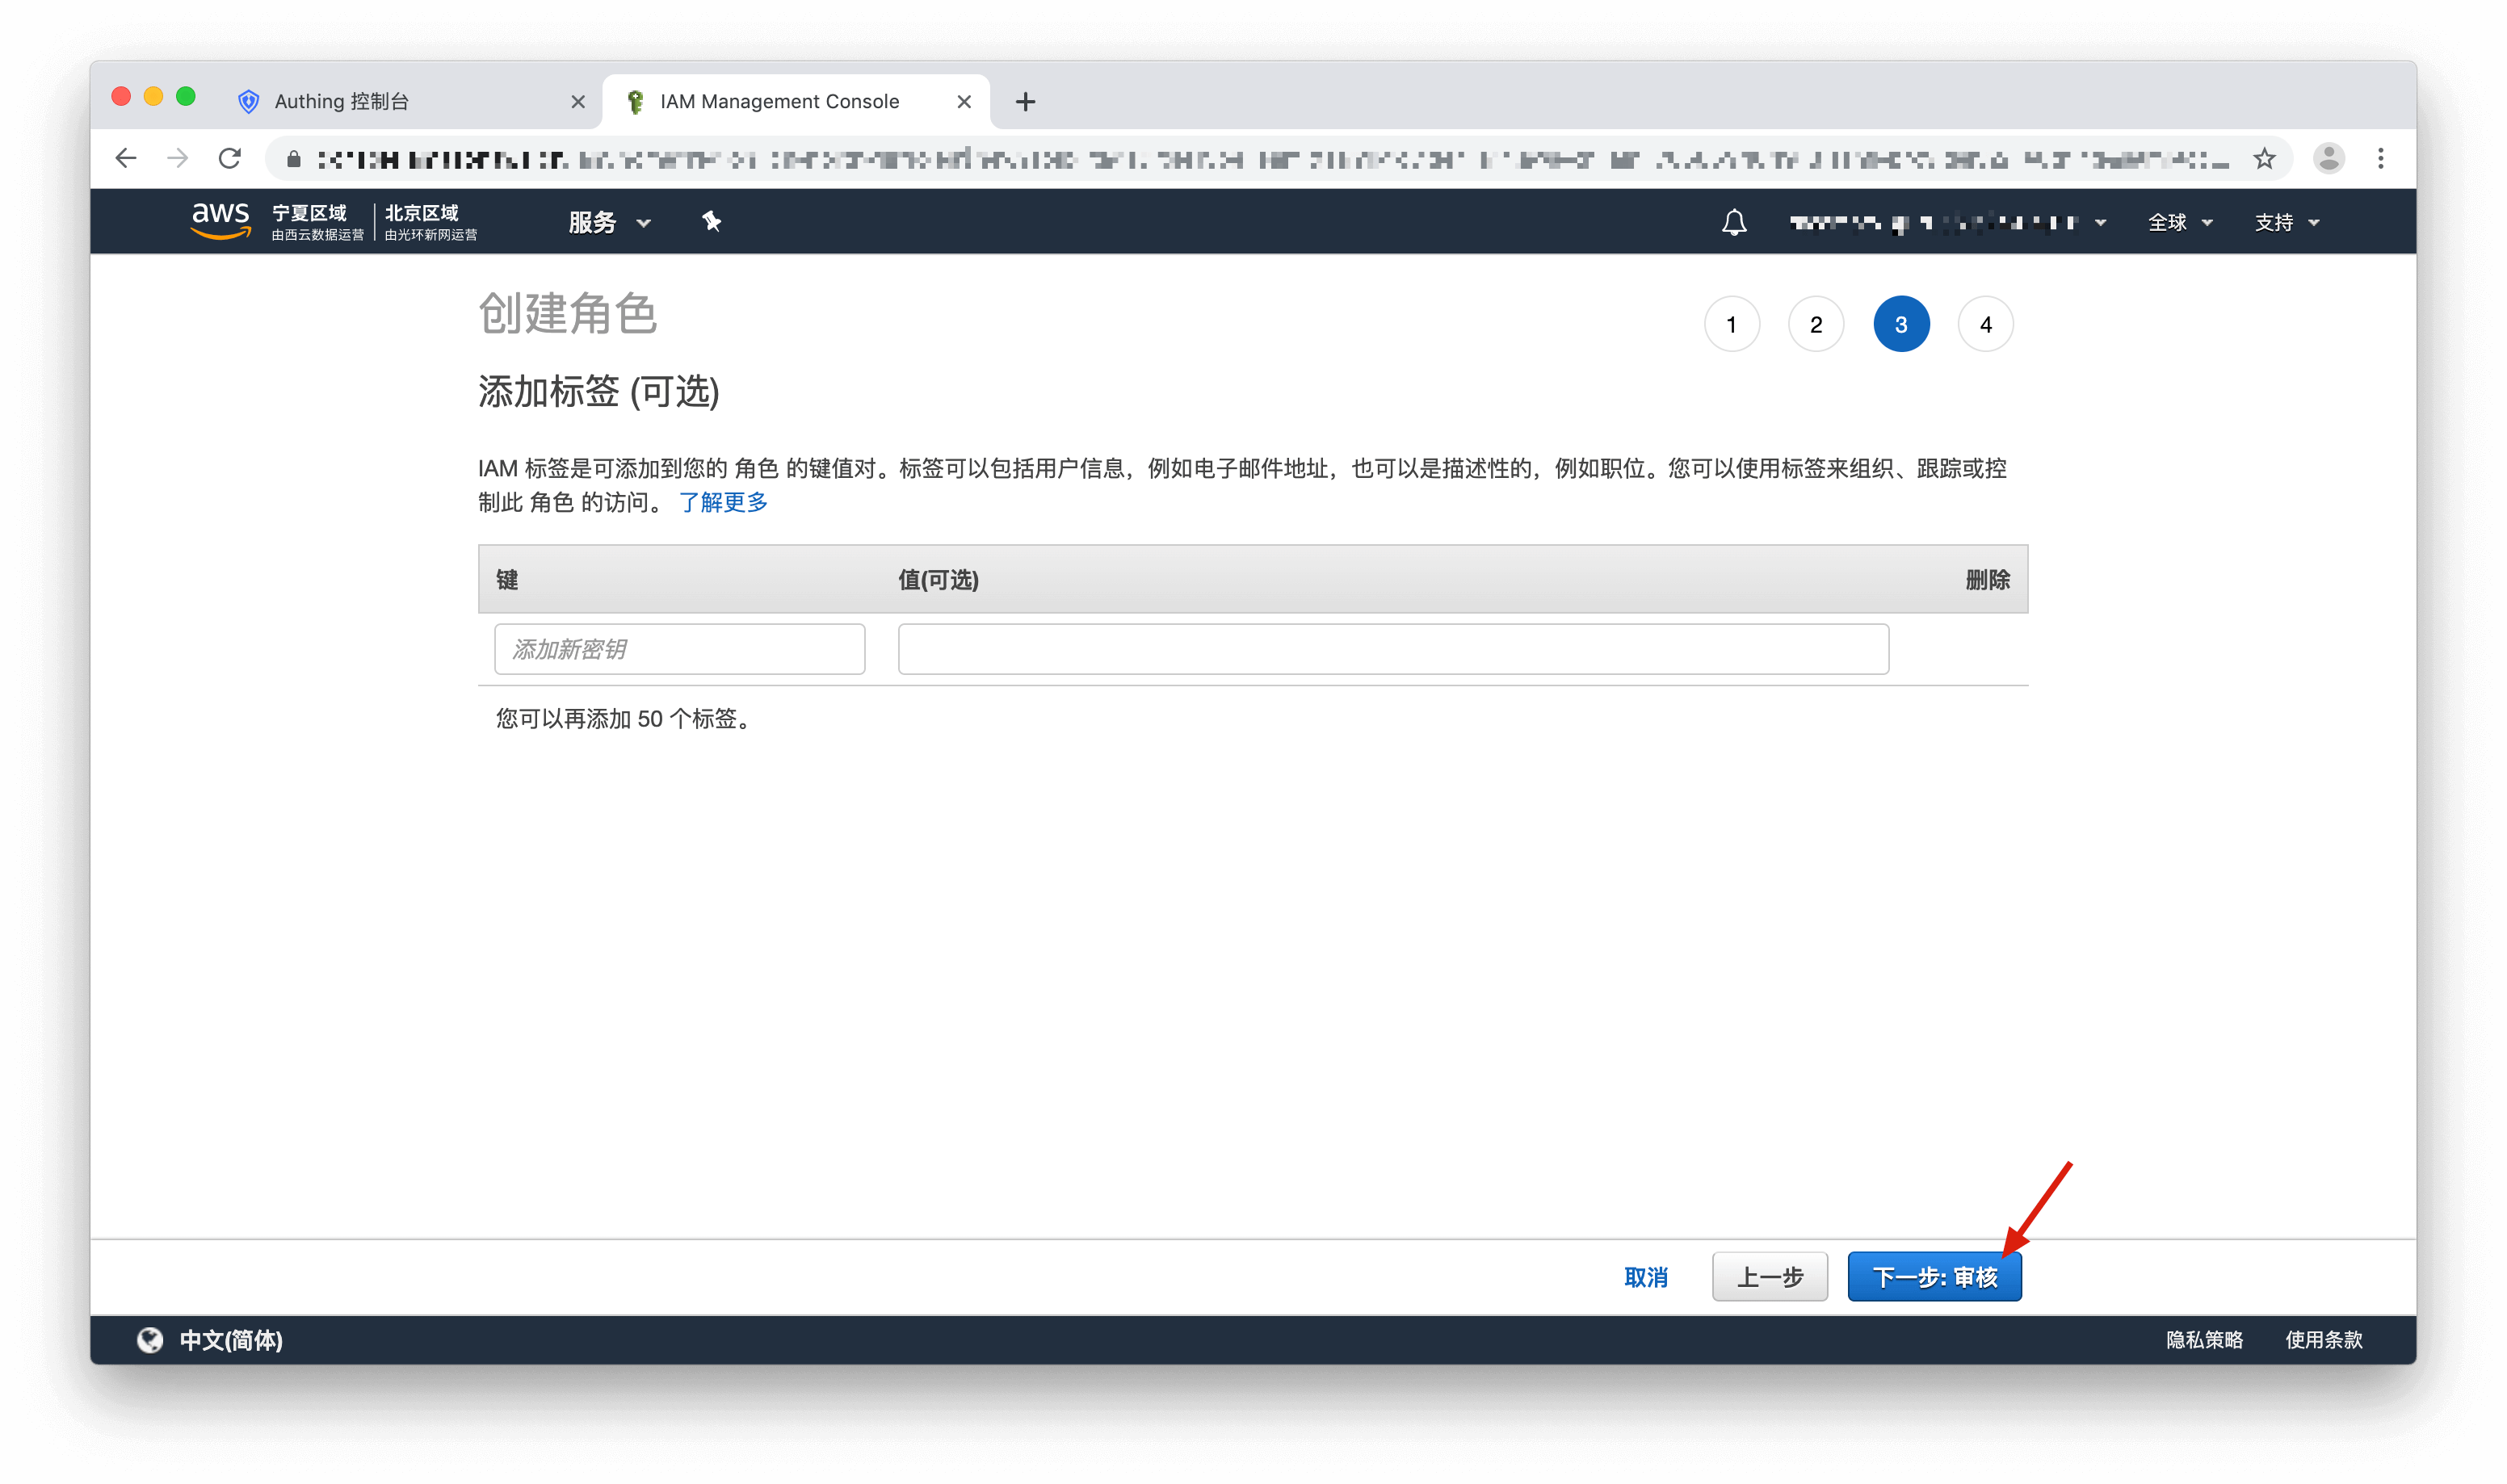 Authing 控制台
IAM Management Console
aws
宁夏区域
由西云数据运营
北京区域
由光环新网运营
服务
全球
支持
创建角色
1 2 3 4
添加标签 (可选)
IAM 标签是可添加到您的 角色 的键值对。标签可以包括用户信息，例如电子邮件地址，也可以是描述性的，例如职位。您可以使用标签来组织、跟踪或控
制此 角色 的访问。 了解更多
键 值(可选) 删除
添加新密钥
您可以再添加 50 个标签。
取消 上一步 下一步: 审核
中文(简体) 隐私策略 使用条款